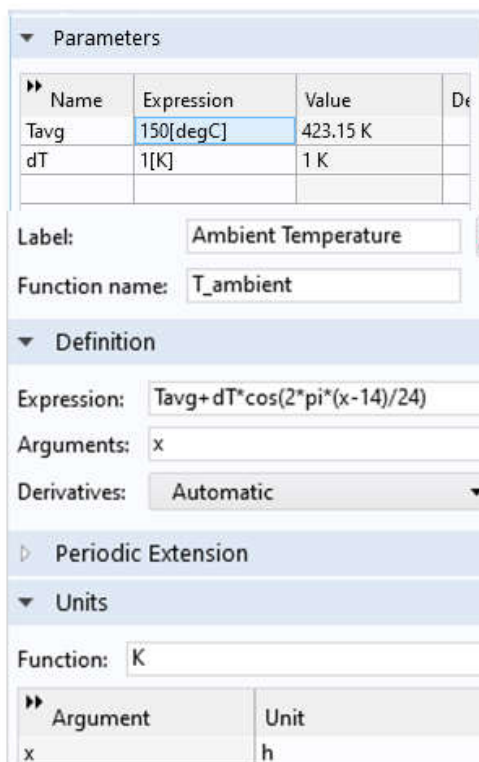 Parameters
Name Expression Value De
Tavg 150[degC] 423.15 K
dT 1[K] 1 K
Label: Ambient Temperature
Function name: T_ambient
Definition
Expression: Tavg+dT*cos(2*pi*(x-14)/24)
Arguments: x
Derivatives: Automatic
Periodic Extension
Units
Function: K
Argument Unit
x h